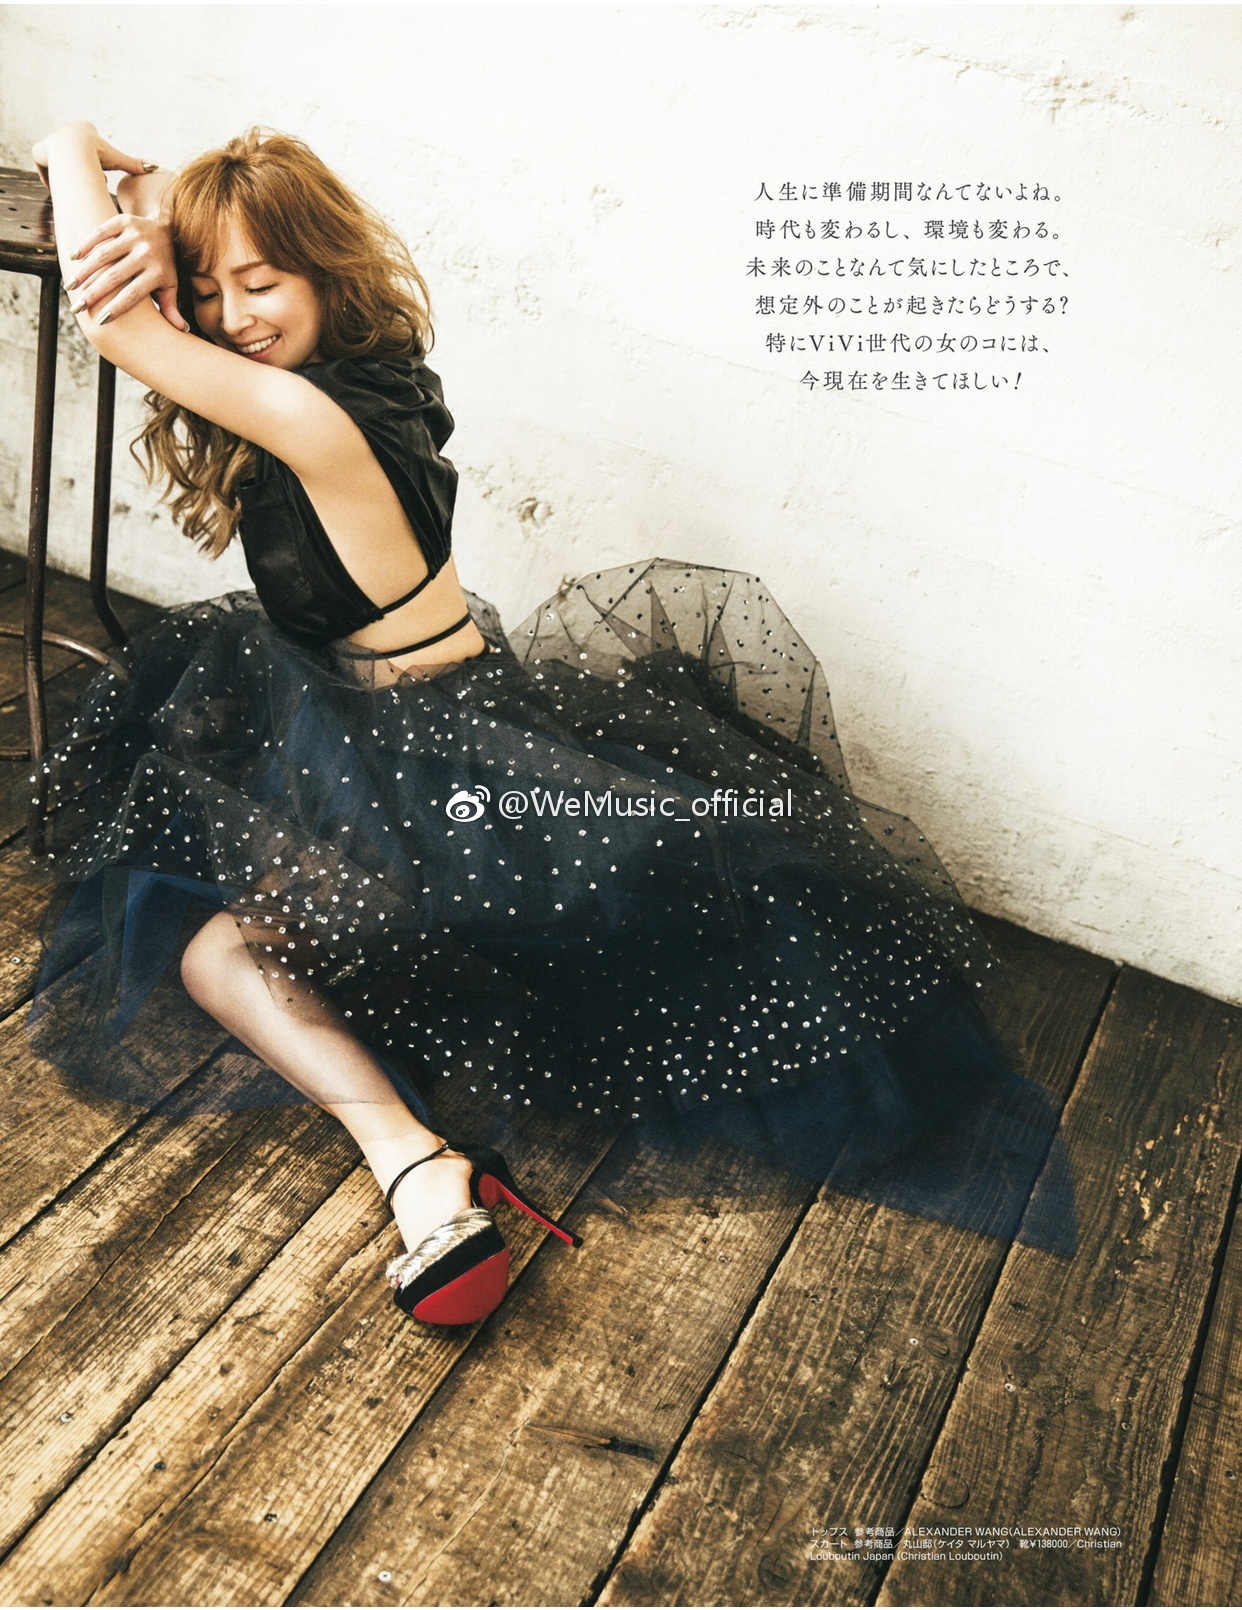 人生に準備期間なんてないよね。
時代も変わるし、環境も変わる。
未来のことなんて気にしたところで、
想定外のことが起きたらどうする?
特にViVi世代の女のコには、
今現在を生きてほしい!
@WeMusic_official
トップス 参考商品／ALEXANDER WANG(ALEXANDER WANG)
スカート 参考商品／丸山邸(ケイタ マルヤマ) 靴¥138000／Christian
Louboutin Japan (Christian Louboutin)